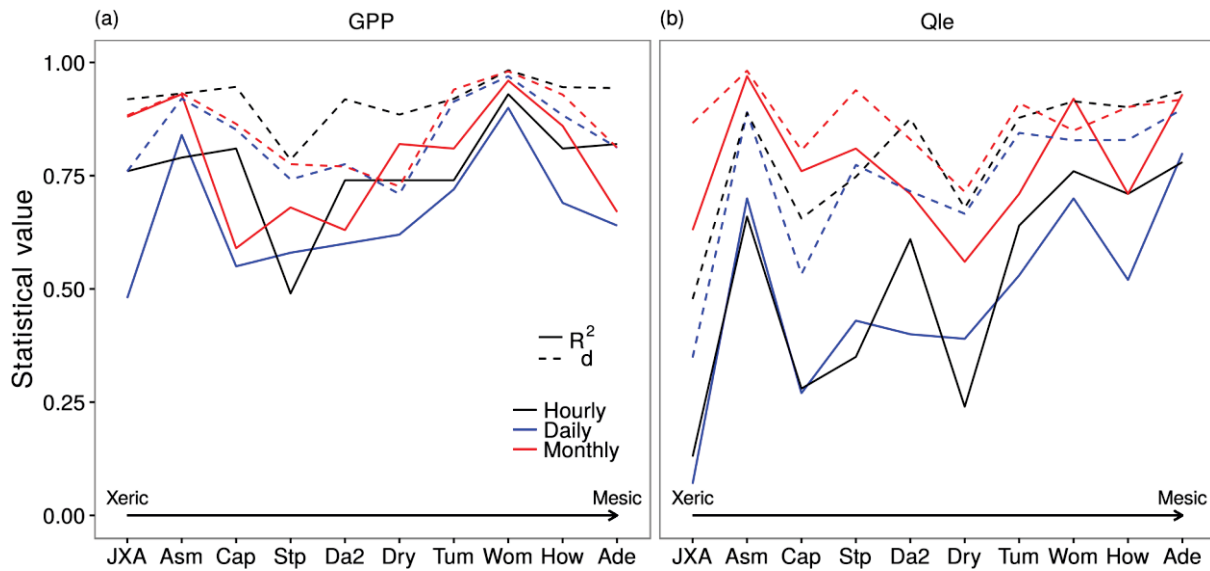 (a) GPP
(b) Qle
Statistical value
1.00
0.75
0.50
0.25
0.00
R²
d
Hourly
Daily
Monthly
Xeric Mesic
Xeric Mesic
JXA Asm Cap Stp Da2 Dry Tum Wom How Ade
JXA Asm Cap Stp Da2 Dry Tum Wom How Ade